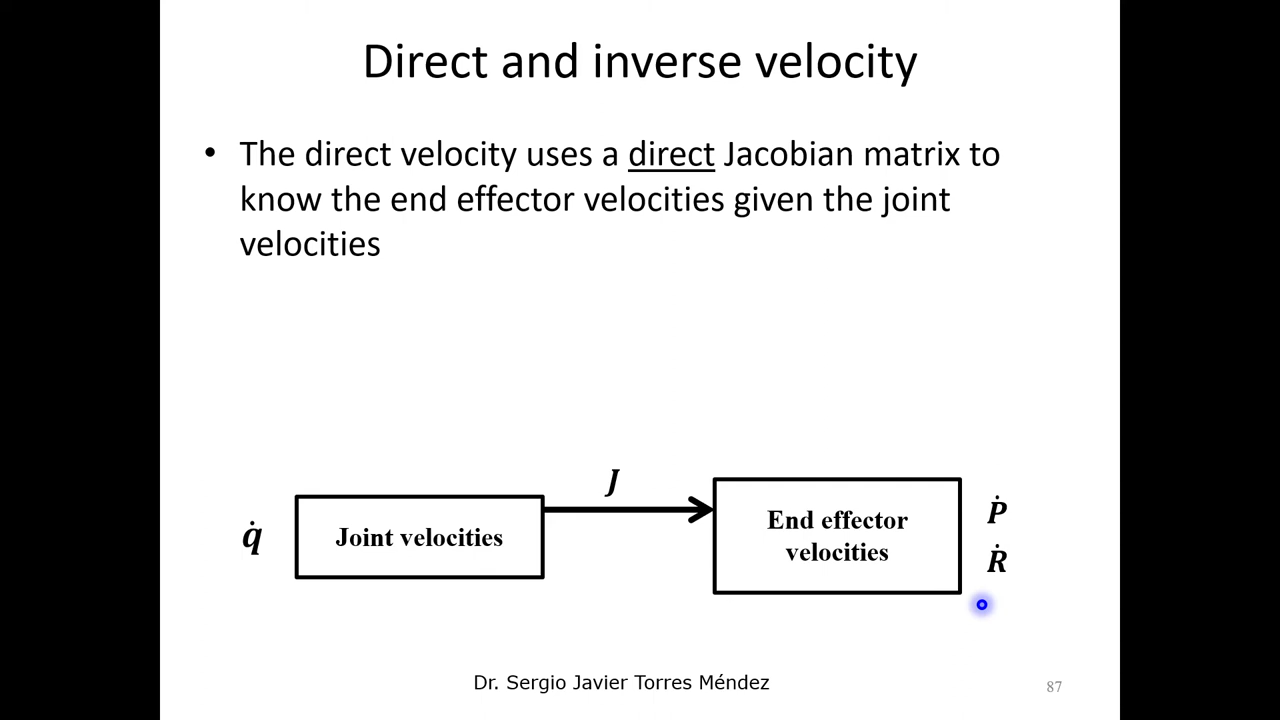 Direct and inverse velocity
• The direct velocity uses a direct Jacobian matrix to
know the end effector velocities given the joint
velocities
J
q̇
Joint velocities
End effector
velocities
Ṗ
Ṙ
Dr. Sergio Javier Torres Méndez
87